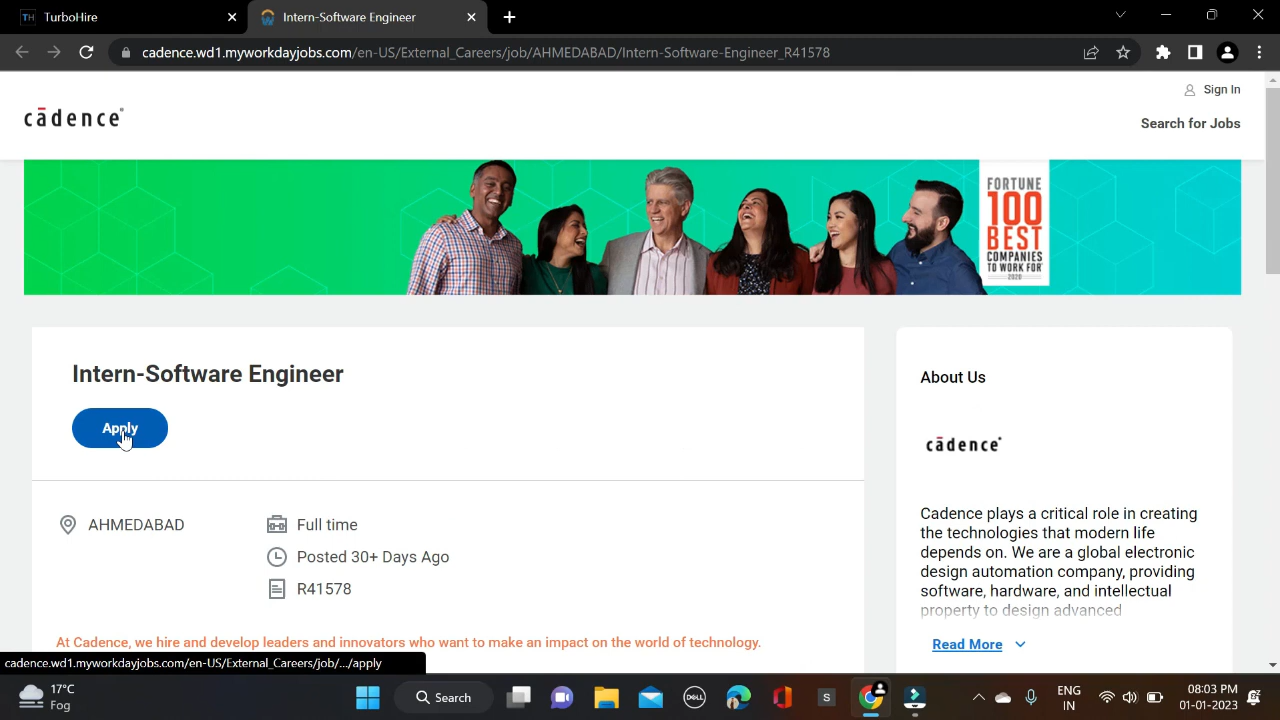 TH TurboHire
Intern-Software Engineer
cadence.wd1.myworkdayjobs.com/en-US/External_Careers/job/AHMEDABAD/Intern-Software-Engineer_R41578
Sign In
cādence®
Search for Jobs
FORTUNE
100
BEST
COMPANIES
TO WORK FOR®
2020
Intern-Software Engineer
Apply
AHMEDABAD
Full time
Posted 30+ Days Ago
R41578
At Cadence, we hire and develop leaders and innovators who want to make an impact on the world of technology.
About Us
cādence®
Cadence plays a critical role in creating
the technologies that modern life
depends on. We are a global electronic
design automation company, providing
software, hardware, and intellectual
property to design advanced
Read More
cadence.wd1.myworkdayjobs.com/en-US/External_Careers/job/.../apply
17°C
Fog
Search
DELL
S
ENG
IN
08:03 PM
01-01-2023